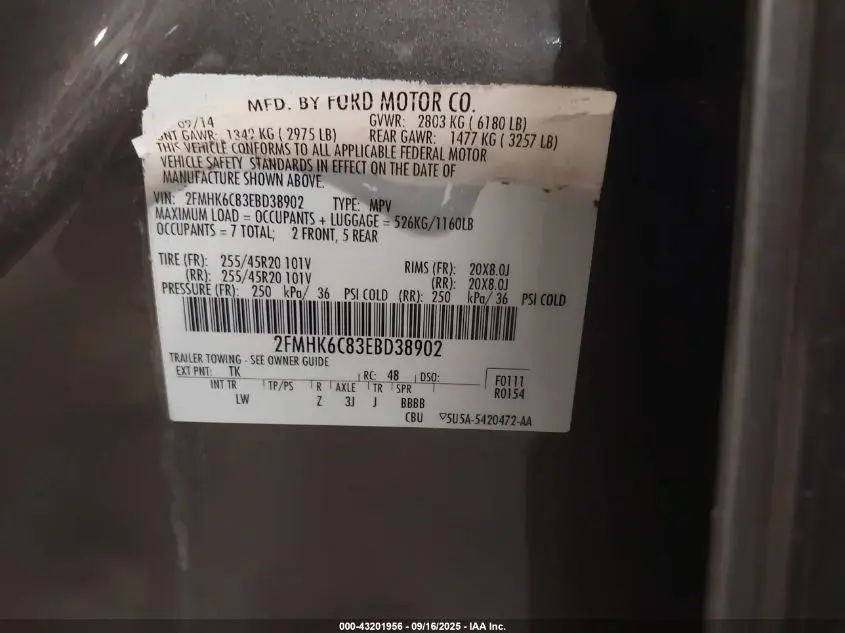 MFD. BY FORD MOTOR CO.
09/14 GVWR: 2803 KG ( 6180 LB)
GAWR: 1342 KG ( 2975 LB) REAR GAWR: 1477 KG ( 3257 LB)
THIS VEHICLE CONFORMS TO ALL APPLICABLE FEDERAL MOTOR
VEHICLE SAFETY STANDARDS IN EFFECT ON THE DATE OF
MANUFACTURE SHOWN ABOVE.
VIN: 2FMHK6C83EBD38902 TYPE: MPV
MAXIMUM LOAD = OCCUPANTS + LUGGAGE = 526KG/1160LB
OCCUPANTS = 7 TOTAL; 2 FRONT, 5 REAR
TIRE (FR): 255/45R20 101V RIMS (FR): 20X8.0J
(RR): 255/45R20 101V (RR): 20X8.0J
PRESSURE (FR): 250 kPa/ 36 PSI COLD (RR): 250 kPa/ 36 PSI COLD
2FMHK6C83EBD38902
TRAILER TOWING - SEE OWNER GUIDE
EXT PNT: TK RC: 48 DSO: F0111
INT TR TP/PS R AXLE TR SPR R0154
LW Z 3J J BBBB
CBU 5U5A-5420472-AA
000-43201956 - 09/16/2025 - IAA Inc.